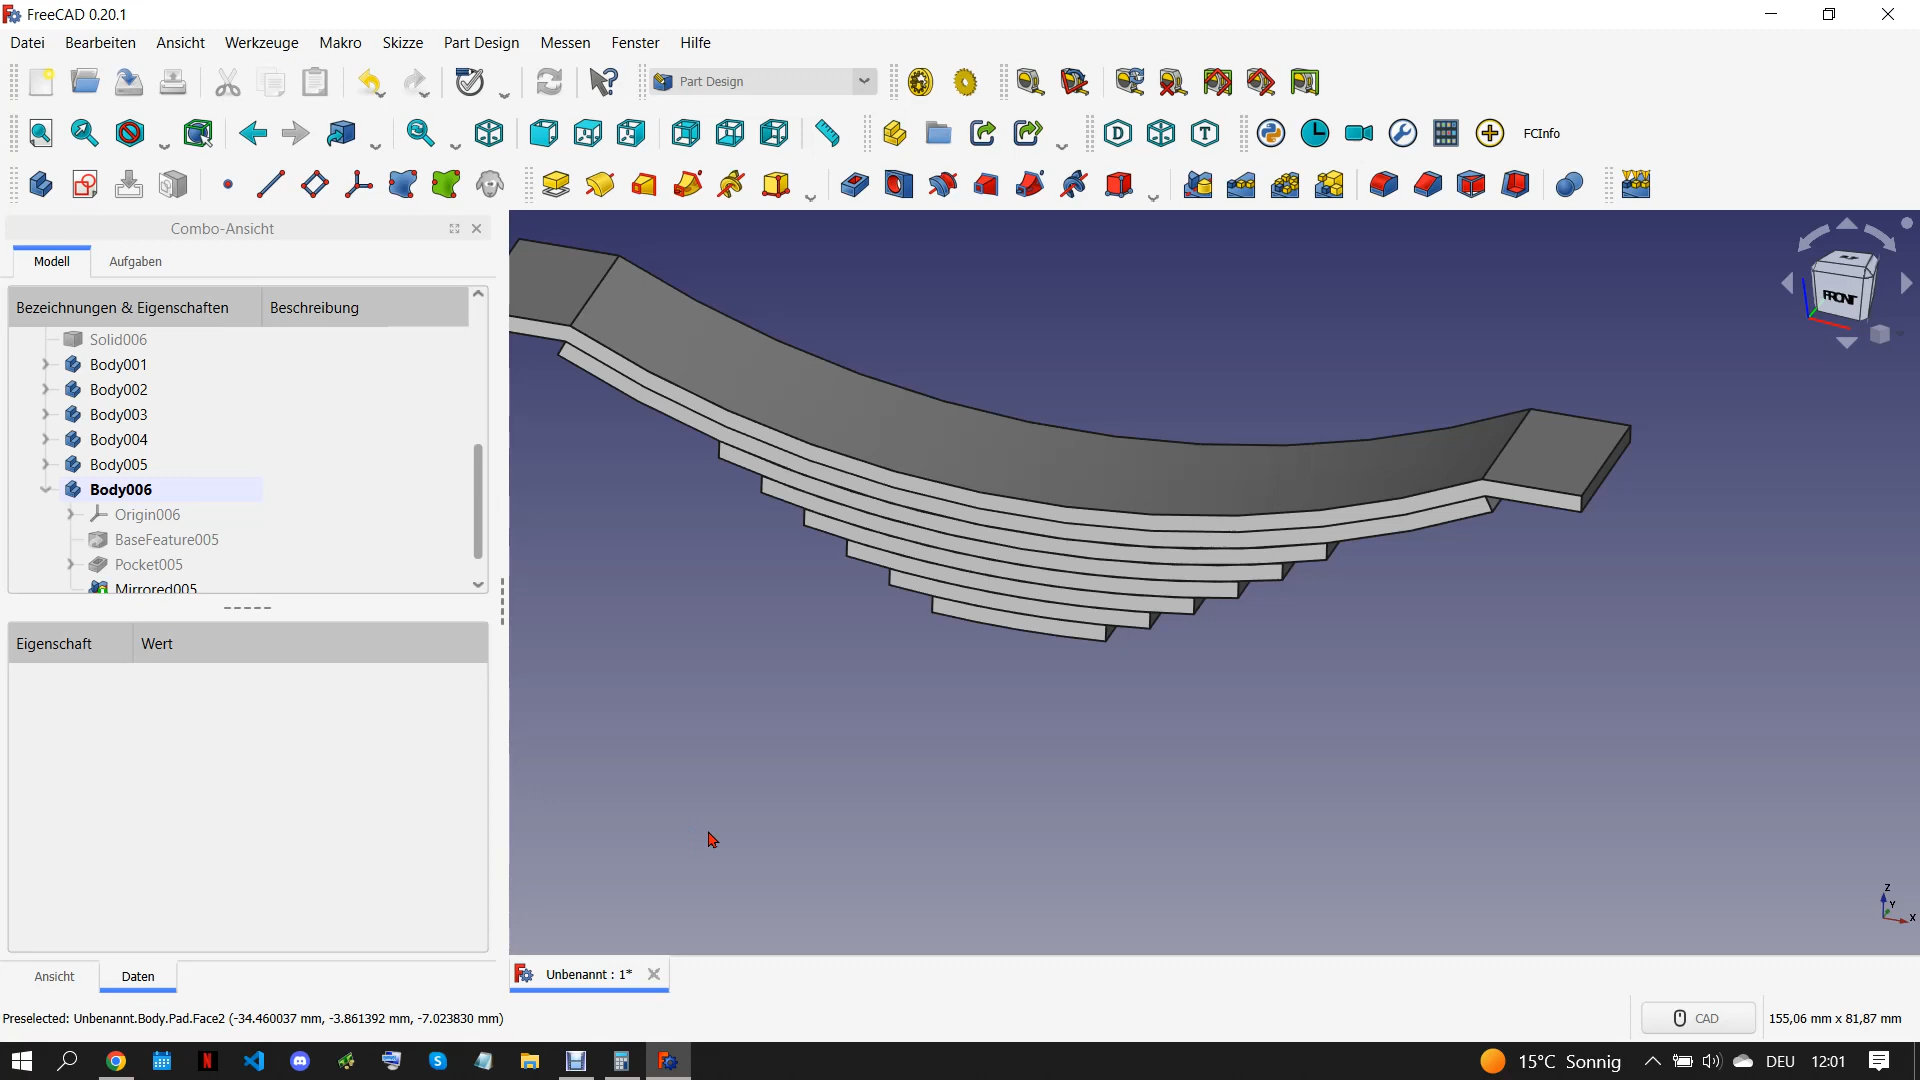 FreeCAD 0.20.1
Datei Bearbeiten Ansicht Werkzeuge Makro Skizze Part Design Messen Fenster Hilfe
Part Design
D T FCInfo
Combo-Ansicht
Modell Aufgaben
Bezeichnungen & Eigenschaften Beschreibung
Solid006
Body001
Body002
Body003
Body004
Body005
Body006
Origin006
BaseFeature005
Pocket005
Mirrored005
Eigenschaft Wert
Ansicht Daten
FRONT
Z
Y
X
Unbenannt : 1*
Preselected: Unbenannt.Body.Pad.Face2 (-34.460037 mm, -3.861392 mm, -7.023830 mm)
CAD 155,06 mm x 81,87 mm
15°C Sonnig DEU 12:01